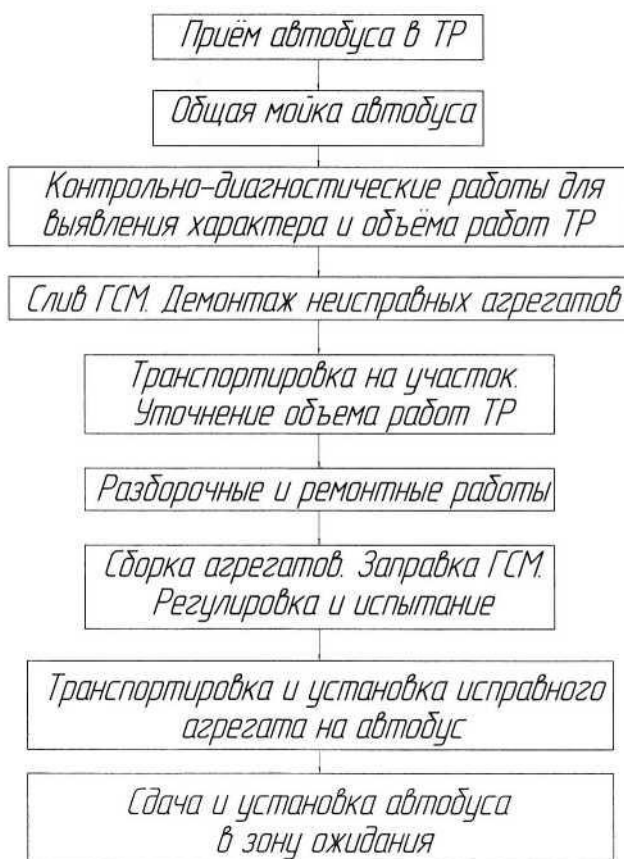 Приём автобуса в ТР
Общая мойка автобуса
Контрольно-диагностические работы для
выявления характера и объёма работ ТР
Слив ГСМ. Демонтаж неисправных агрегатов
Транспортировка на участок.
Уточнение объема работ ТР
Разборочные и ремонтные работы
Сборка агрегатов. Заправка ГСМ.
Регулировка и испытание
Транспортировка и установка исправного
агрегата на автобус
Сдача и установка автобуса
в зону ожидания